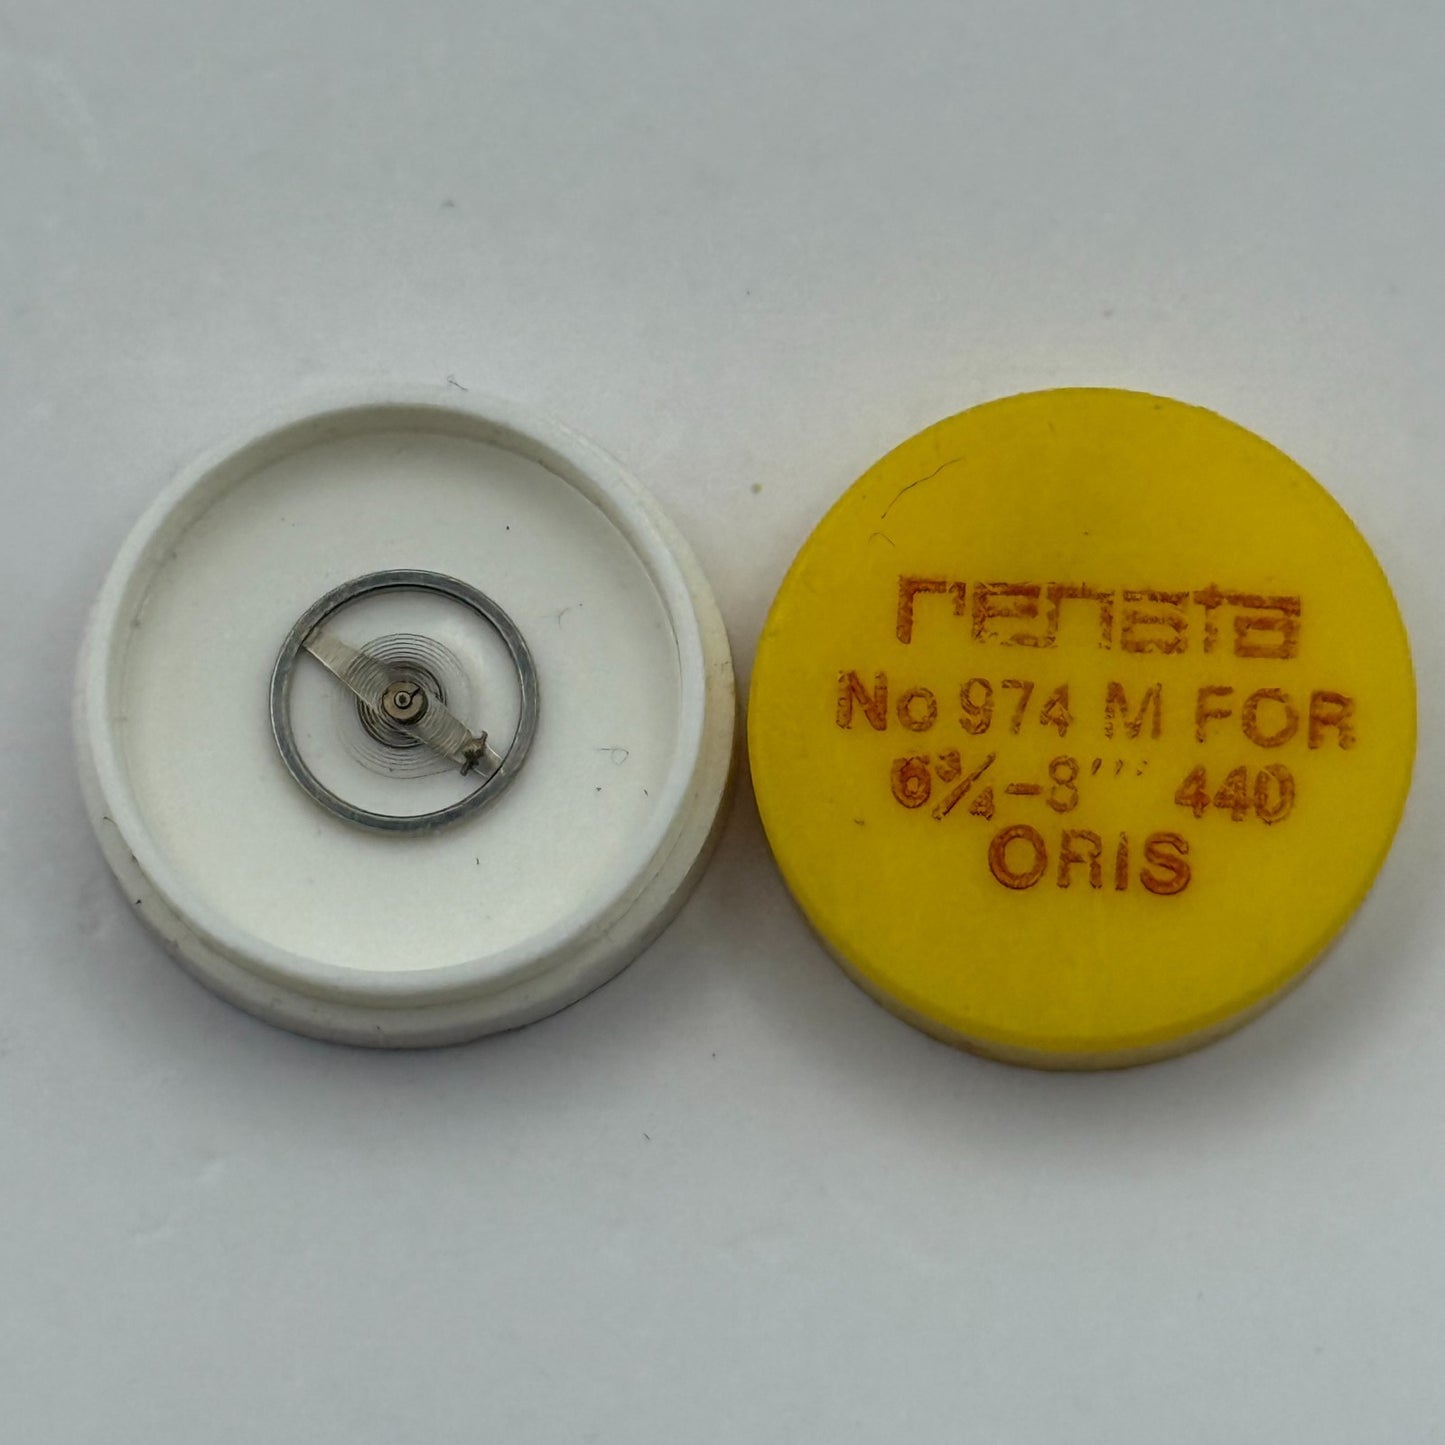 renata
No 974 M FOR
6¾-8''' 440
ORIS